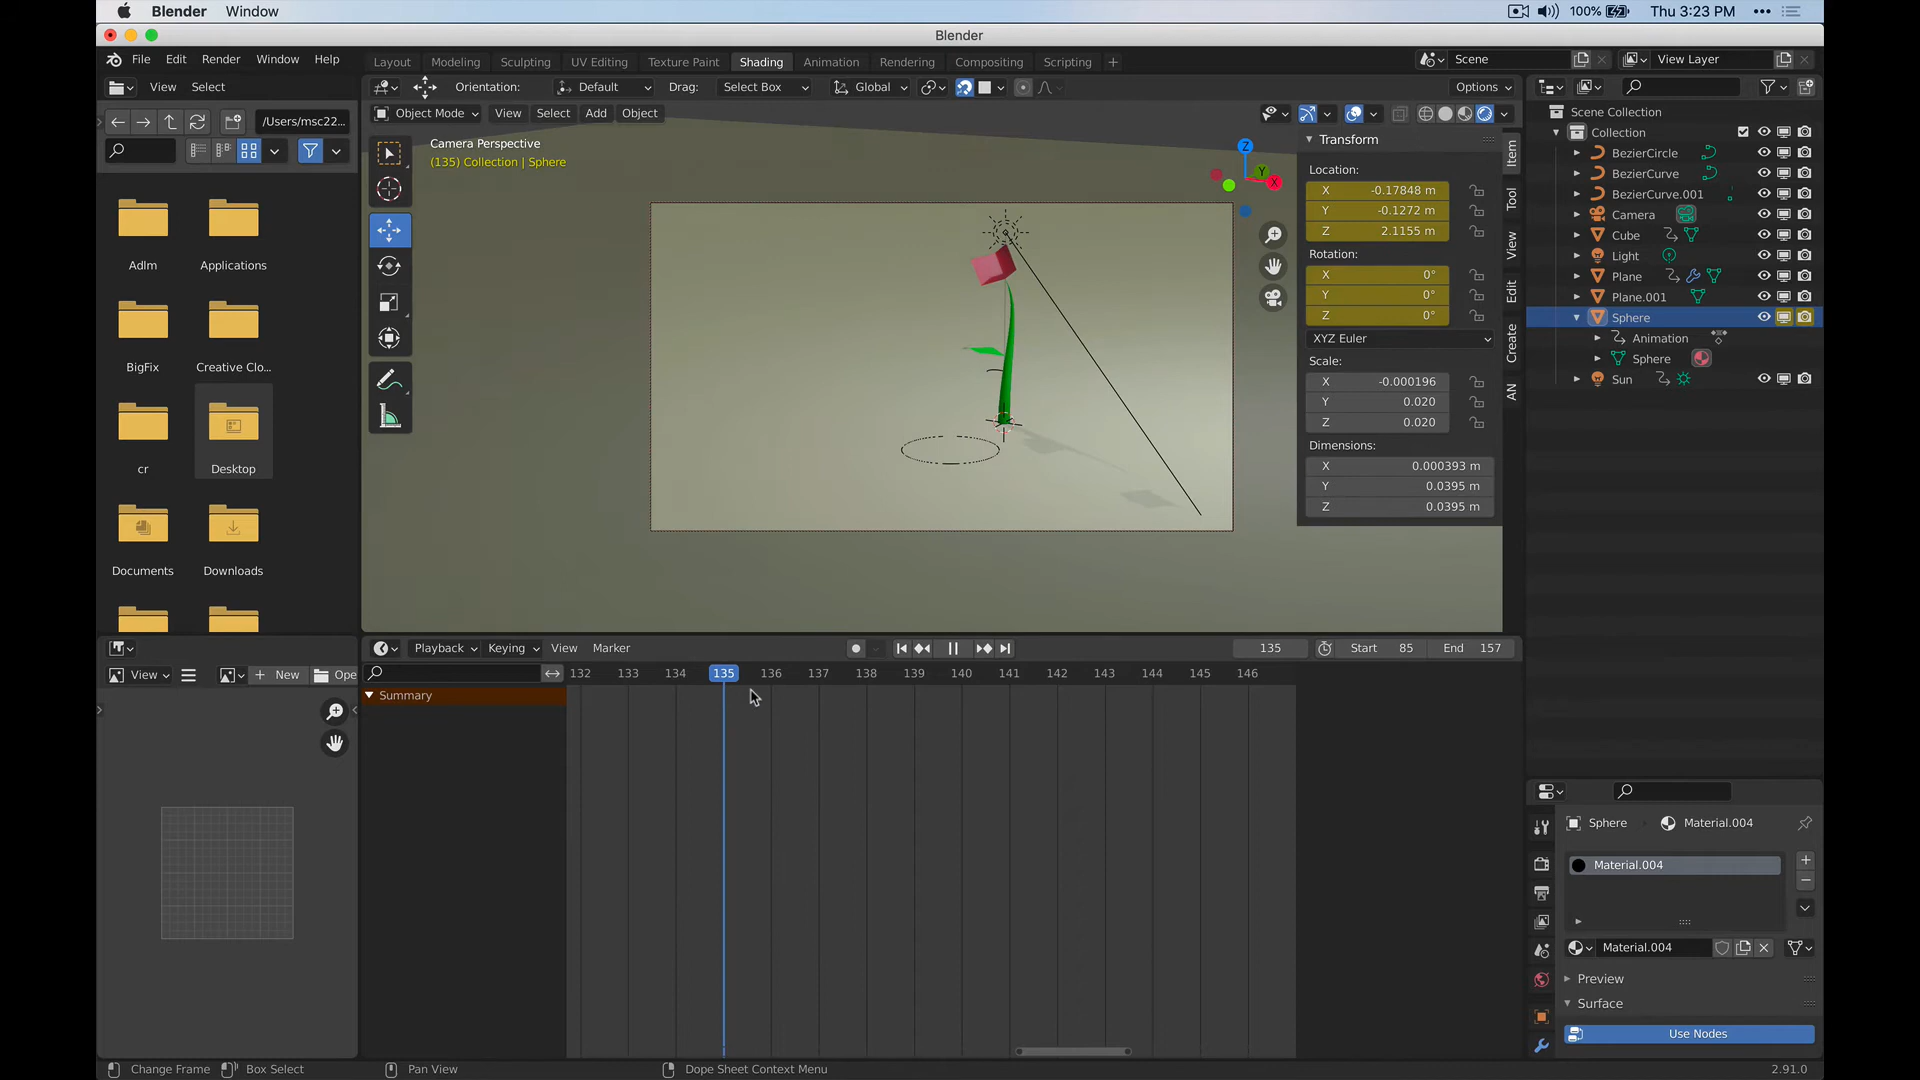 Blender Window 100% Thu 3:23 PM
Blender
File Edit Render Window Help
Layout Modeling Sculpting UV Editing Texture Paint Shading Animation Rendering Compositing Scripting
Scene View Layer
View Select
Orientation: Default Drag: Select Box Global Options
Object Mode View Select Add Object
/Users/msc22...
Camera Perspective
(135) Collection | Sphere
Adlm Applications
BigFix Creative Clo...
cr Desktop
Documents Downloads
X Y Z
Transform
Location:
X -0.17848 m
Y -0.1272 m
Z 2.1155 m
Rotation:
X 0°
Y 0°
Z 0°
XYZ Euler
Scale:
X -0.000196
Y 0.020
Z 0.020
Dimensions:
X 0.000393 m
Y 0.0395 m
Z 0.0395 m
Item
Tool
View
Edit
Create
AN
Scene Collection
Collection
BezierCircle
BezierCurve
BezierCurve.001
Camera
Cube
Light
Plane
Plane.001
Sphere
Animation
Sphere
Sun
Playback Keying View Marker 135 Start 85 End 157
View New Ope
132 133 134 135 136 137 138 139 140 141 142 143 144 145 146
Summary
Sphere Material.004
Material.004
Material.004
Preview
Surface
Use Nodes
Change Frame Box Select Pan View Dope Sheet Context Menu 2.91.0